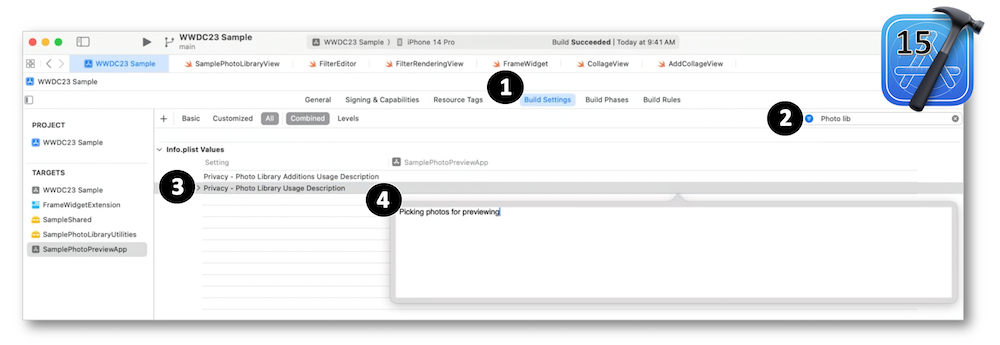 15
WWDC23 Sample
main
WWDC23 Sample
iPhone 14 Pro
Build Succeeded | Today at 9:41 AM
WWDC23 Sample
SamplePhotoLibraryView
FilterEditor
FilterRenderingView
FrameWidget
CollageView
AddCollageView
WWDC23 Sample
1
General
Signing & Capabilities
Resource Tags
Build Settings
Build Phases
Build Rules
Basic
Customized
All
Combined
Levels
2
Photo lib
PROJECT
WWDC23 Sample
TARGETS
WWDC23 Sample
FrameWidgetExtension
SampleShared
SamplePhotoLibraryUtilities
SamplePhotoPreviewApp
Info.plist Values
Setting
SamplePhotoPreviewApp
Privacy - Photo Library Additions Usage Description
3
Privacy - Photo Library Usage Description
4
Picking photos for previewing